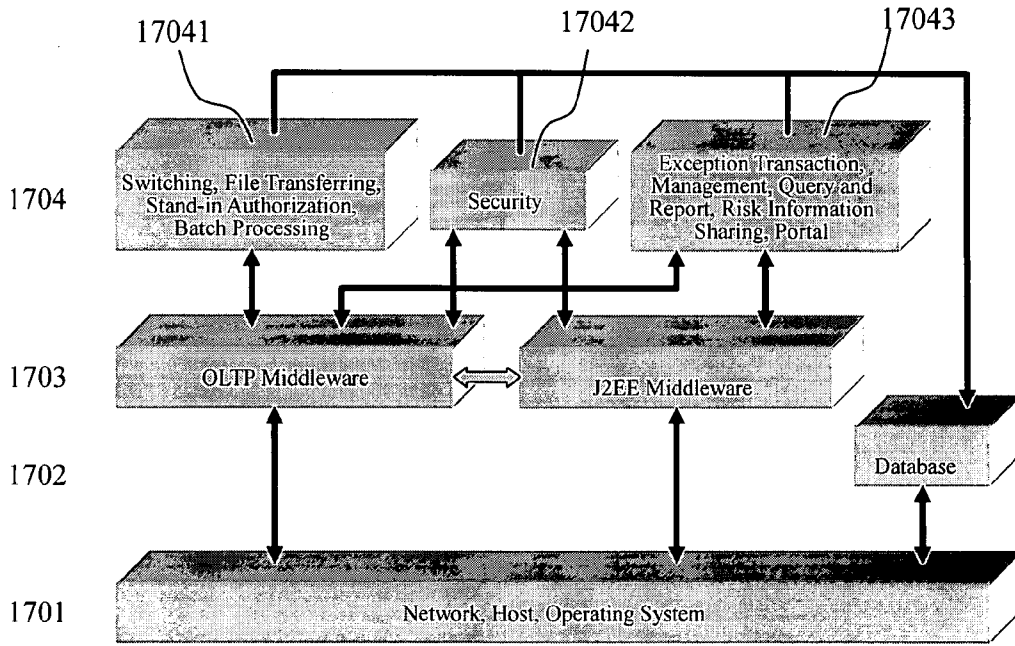 17041
17042
17043
1704
Switching, File Transferring,
Stand-in Authorization,
Batch Processing
Security
Exception Transaction,
Management, Query and
Report, Risk Information
Sharing, Portal
1703
OLTP Middleware
J2EE Middleware
1702
Database
1701
Network, Host, Operating System